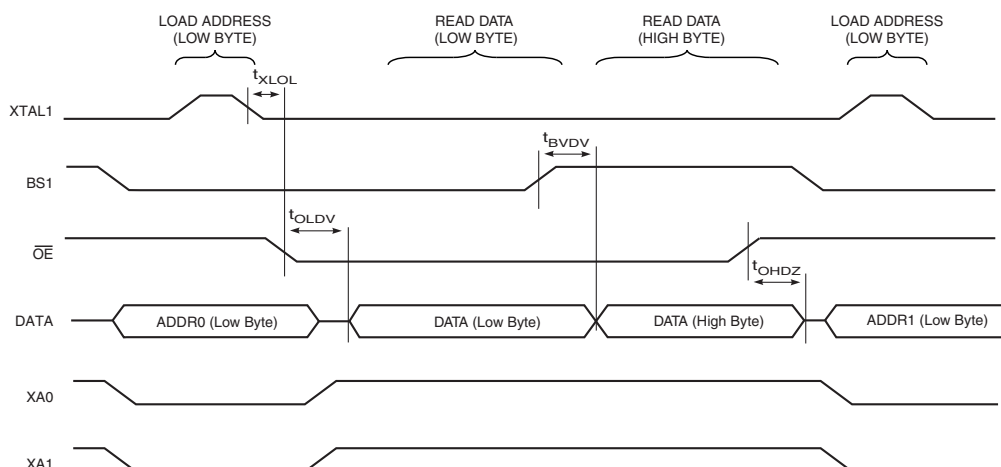 LOAD ADDRESS
(LOW BYTE)
READ DATA
(LOW BYTE)
READ DATA
(HIGH BYTE)
LOAD ADDRESS
(LOW BYTE)
tXLOL
XTAL1
tBVDV
BS1
tOLDV
OE
tOHDZ
DATA
ADDR0 (Low Byte)
DATA (Low Byte)
DATA (High Byte)
ADDR1 (Low Byte)
XA0
XA1